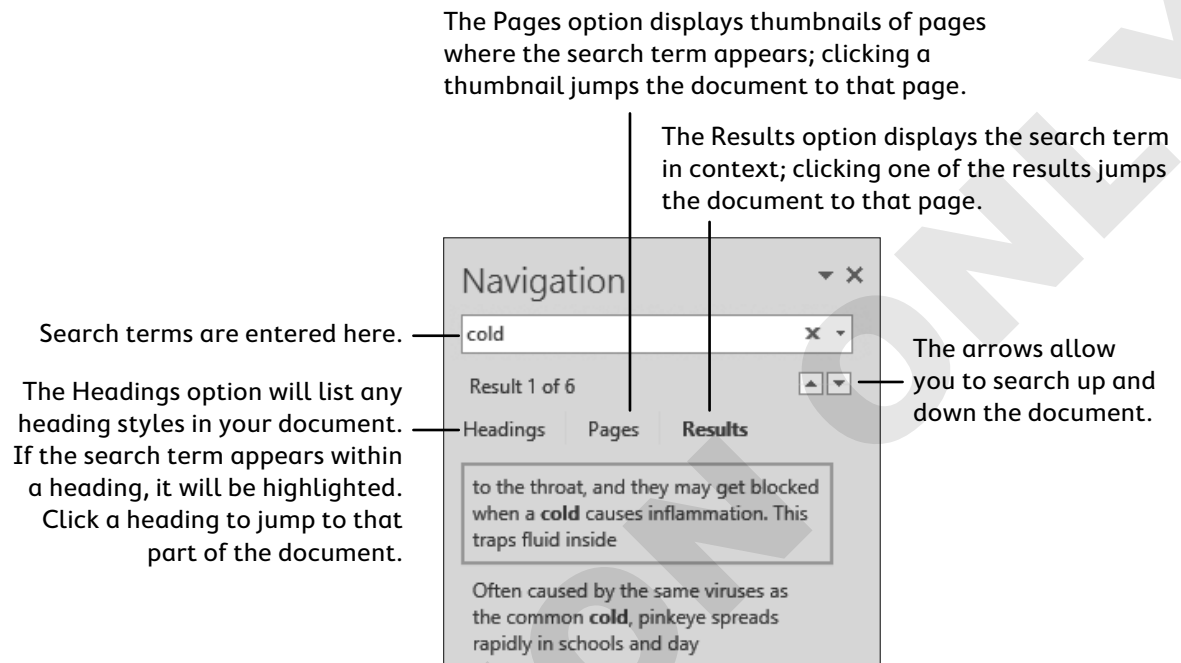 The Pages option displays thumbnails of pages
where the search term appears; clicking a
thumbnail jumps the document to that page.
The Results option displays the search term
in context; clicking one of the results jumps
the document to that page.
Navigation
Search terms are entered here.
cold
Result 1 of 6
The arrows allow
you to search up and
down the document.
The Headings option will list any
heading styles in your document.
If the search term appears within
a heading, it will be highlighted.
Click a heading to jump to that
part of the document.
Headings Pages Results
to the throat, and they may get blocked
when a cold causes inflammation. This
traps fluid inside
Often caused by the same viruses as
the common cold, pinkeye spreads
rapidly in schools and day
ON ONLY